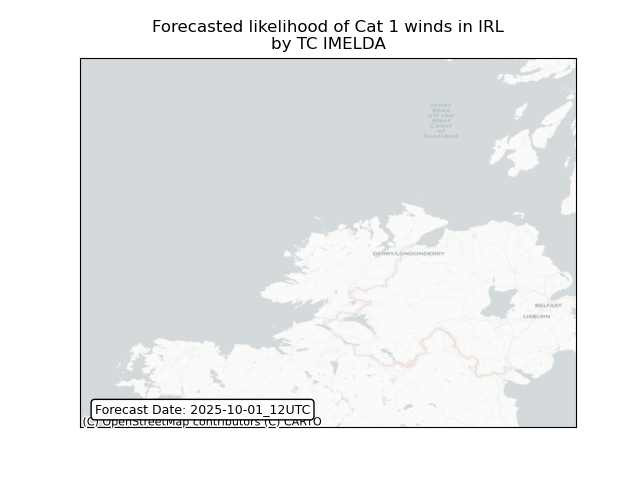 Forecasted likelihood of Cat 1 winds in IRL
by TC IMELDA
Inner
Seas
off the
West
Coast
of
Scotland
DERRY/LONDONDERRY
BELFAST
LISBURN
Forecast Date: 2025-10-01_12UTC
(C) OpenStreetMap contributors (C) CARTO